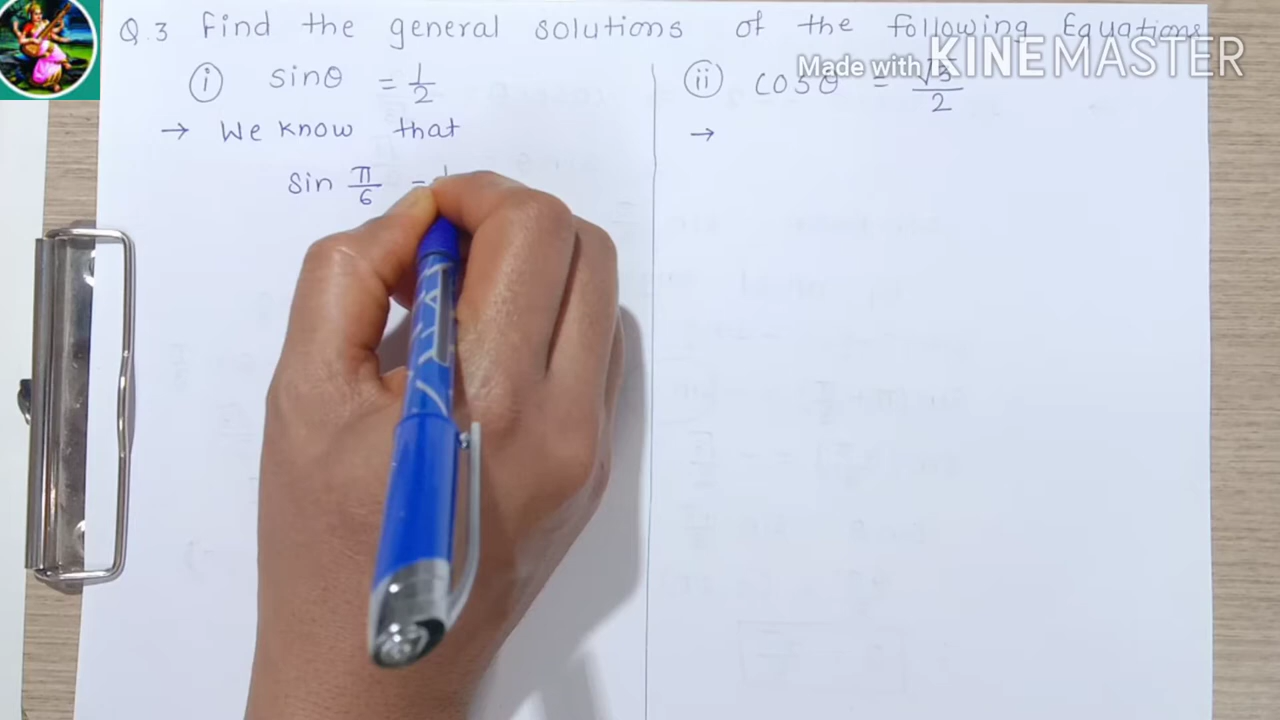 Q.3 Find the general solutions of the following Equations
Made with KINEMASTER
(i) sinθ = 1/2
→ We know that
sin π/6 =
(ii) cosθ = √3/2
→